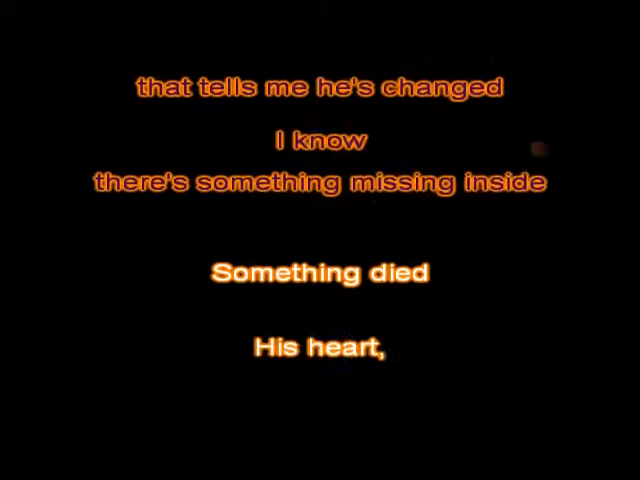 that tells me he's changed
I know
there's something missing inside
Something died
His heart,